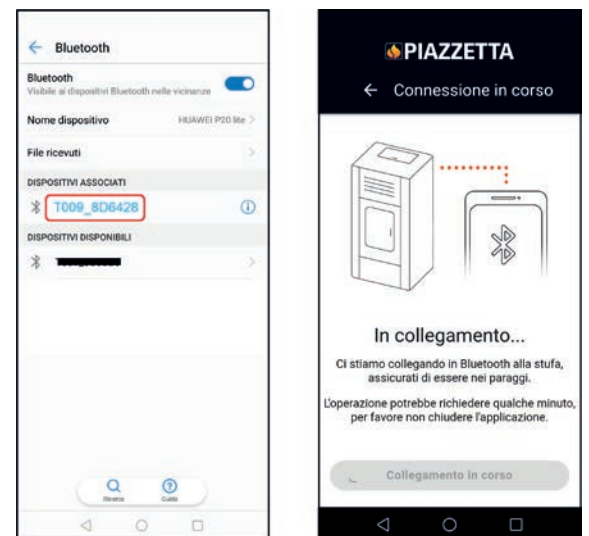 Bluetooth
Bluetooth
Visibile ai dispositivi Bluetooth nelle vicinanze
Nome dispositivo HUAWEI P20 lite
File ricevuti
DISPOSITIVI ASSOCIATI
T009_8D6428
DISPOSITIVI DISPONIBILI
Ricerca Guida
PIAZZETTA
Connessione in corso
In collegamento...
Ci stiamo collegando in Bluetooth alla stufa,
assicurati di essere nei paraggi.
L'operazione potrebbe richiedere qualche minuto,
per favore non chiudere l'applicazione.
Collegamento in corso